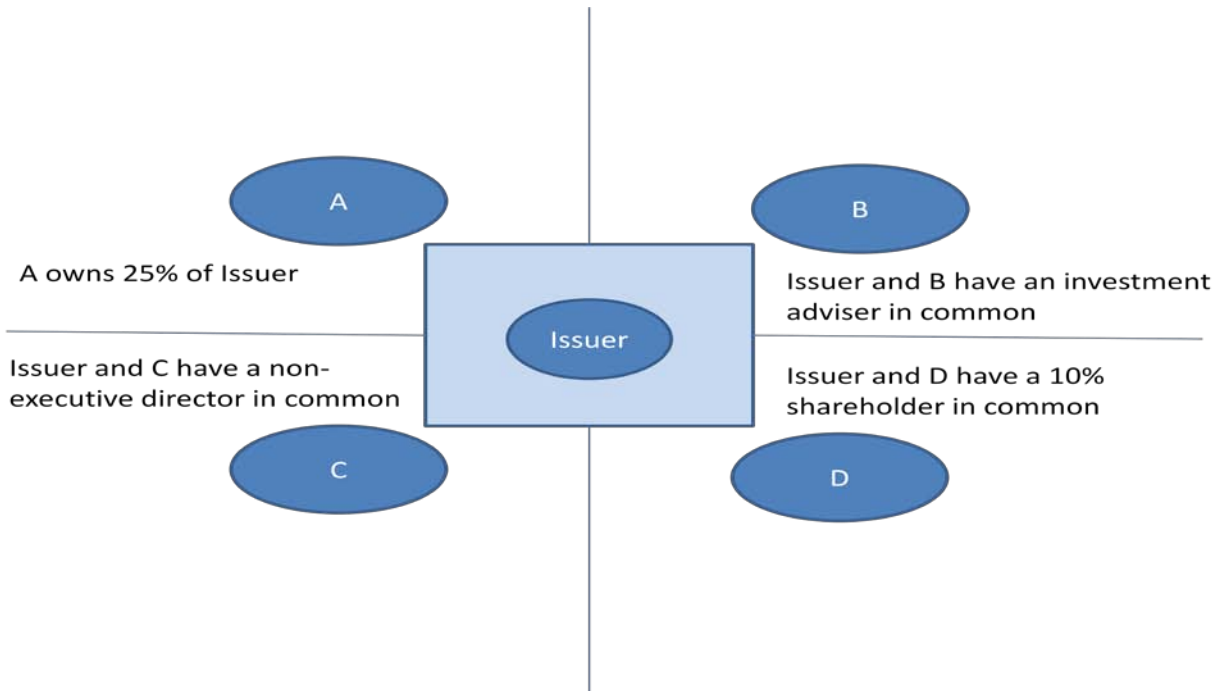 A
B
A owns 25% of Issuer
Issuer and B have an investment
adviser in common
Issuer
Issuer and C have a non-
executive director in common
Issuer and D have a 10%
shareholder in common
C
D